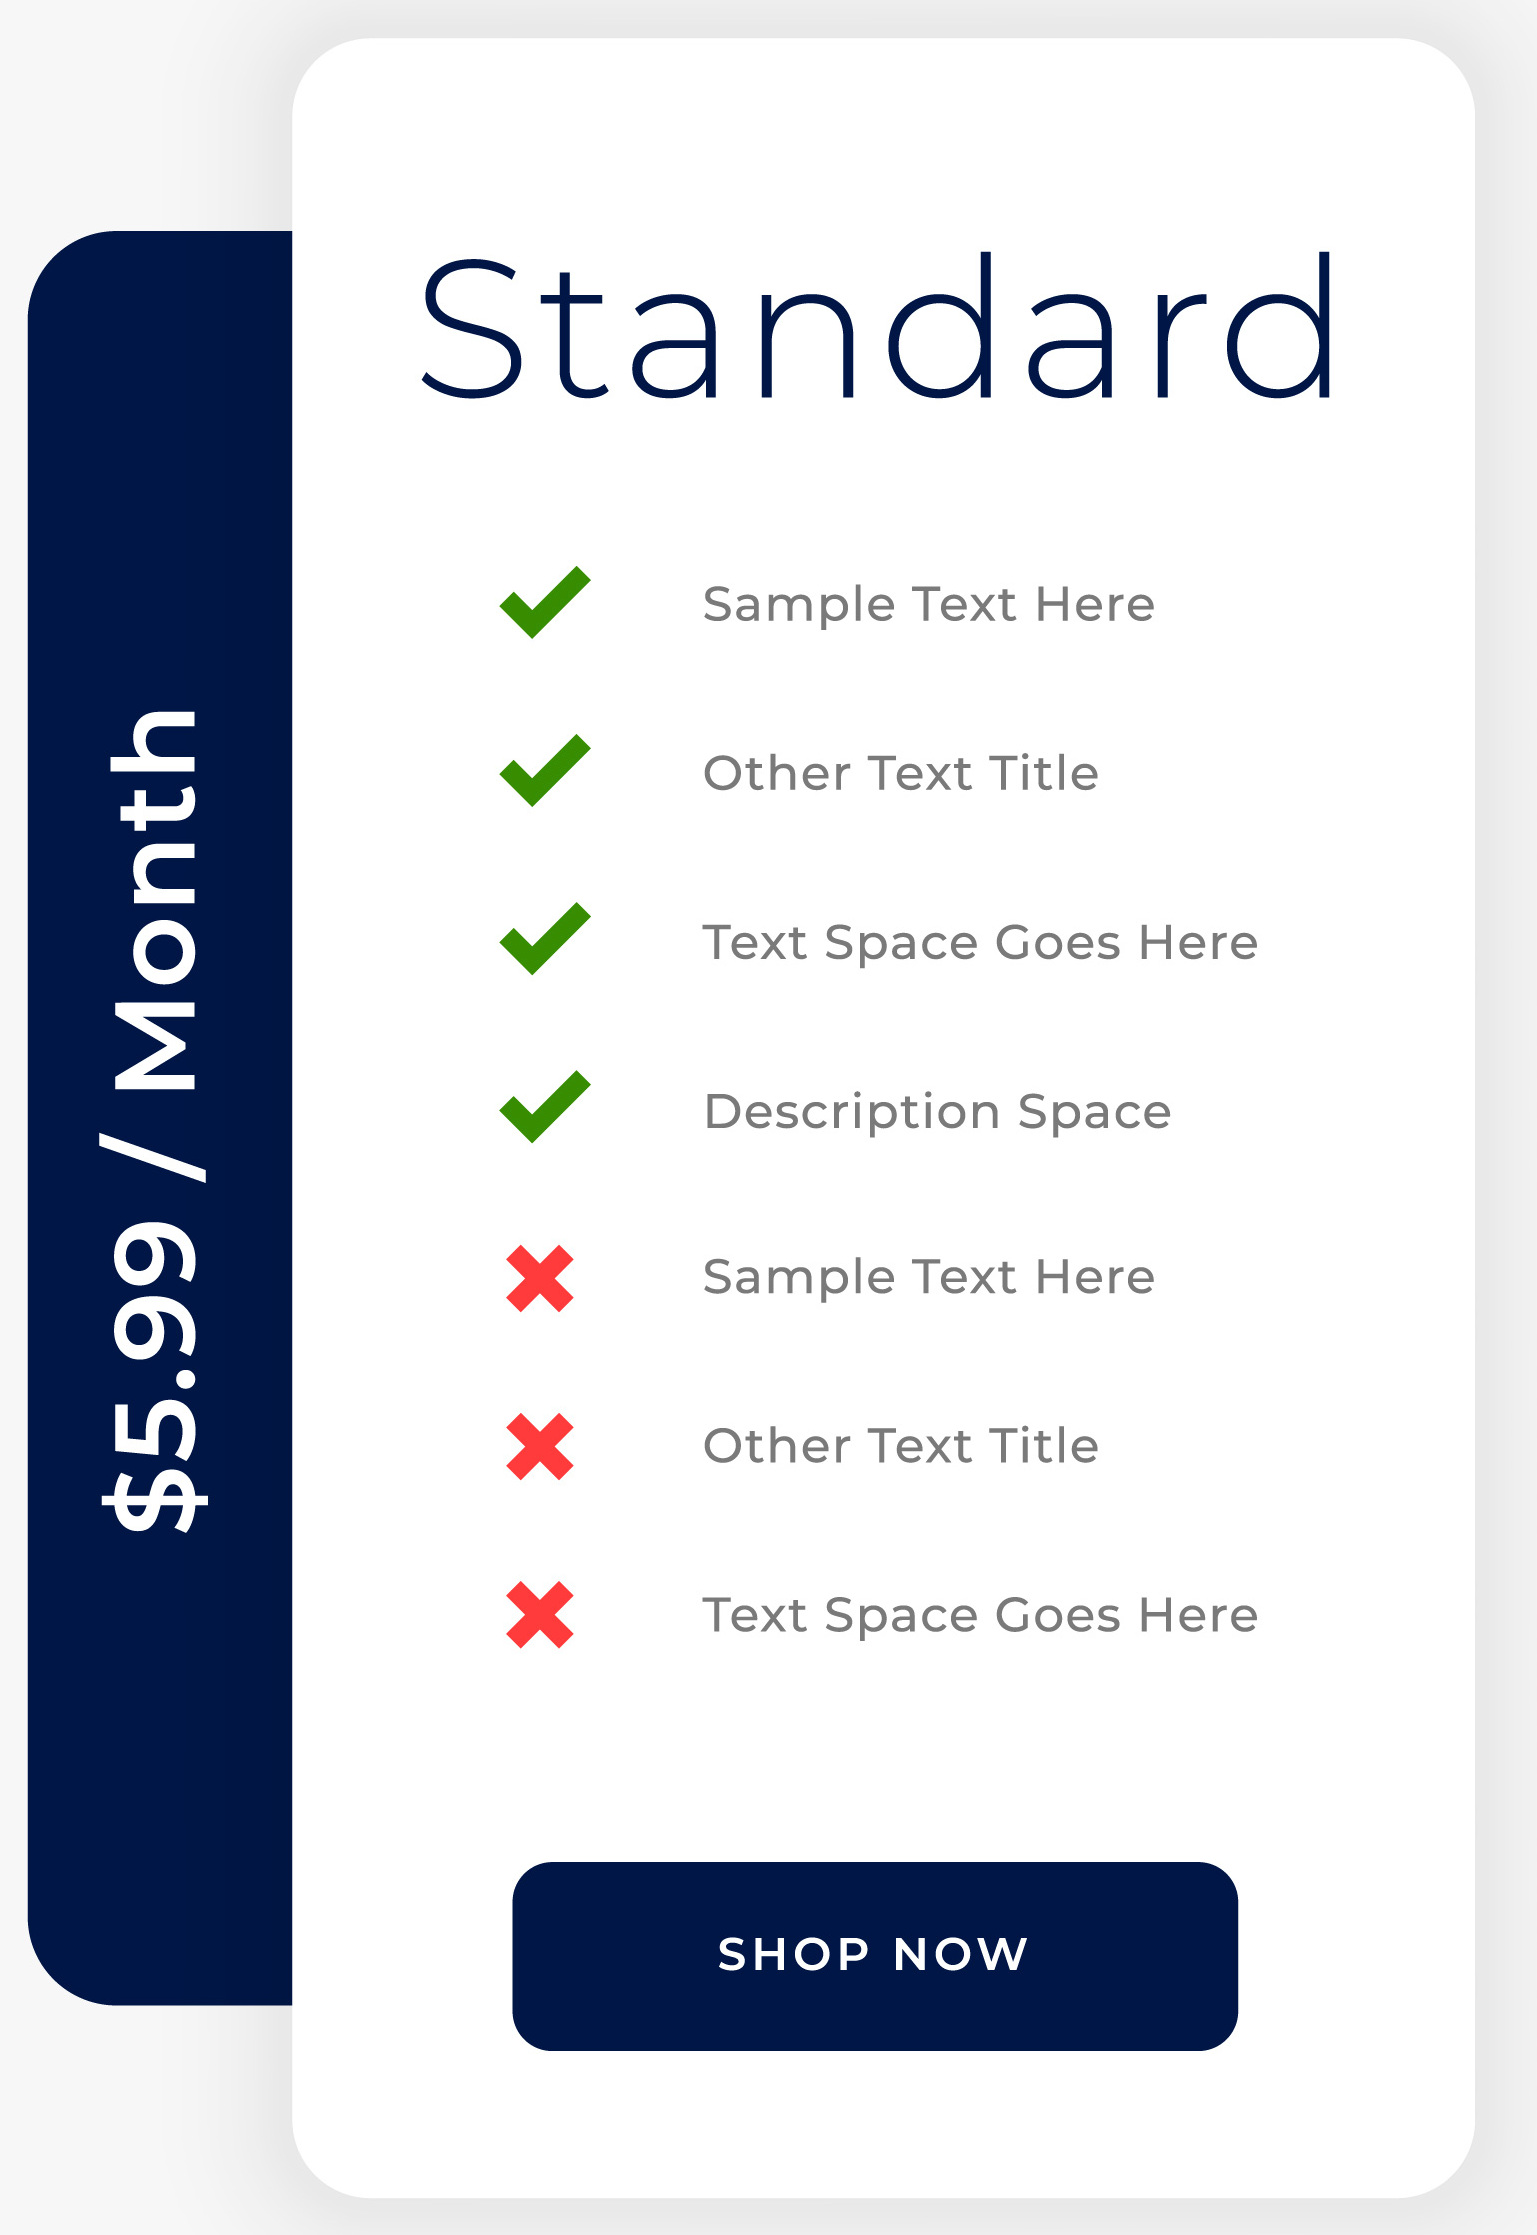 Standard
$5.99 / Month
Sample Text Here
Other Text Title
Text Space Goes Here
Description Space
Sample Text Here
Other Text Title
Text Space Goes Here
SHOP NOW